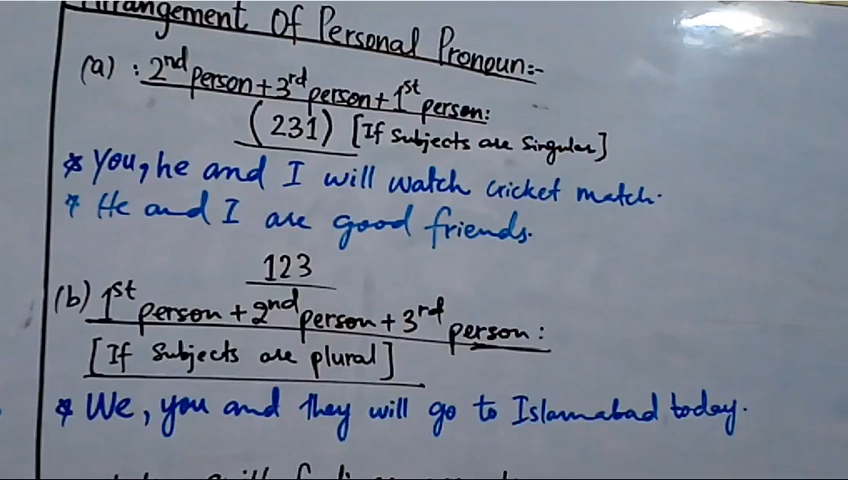 Arrangement Of Personal Pronoun:-
(a) : 2nd person + 3rd person + 1st person:
(231) [If Subjects are Singular]
* You, he and I will watch cricket match.
* He and I are good friends.
123
(b) 1st person + 2nd person + 3rd person:
[If Subjects are plural]
* We, you and they will go to Islamabad today.